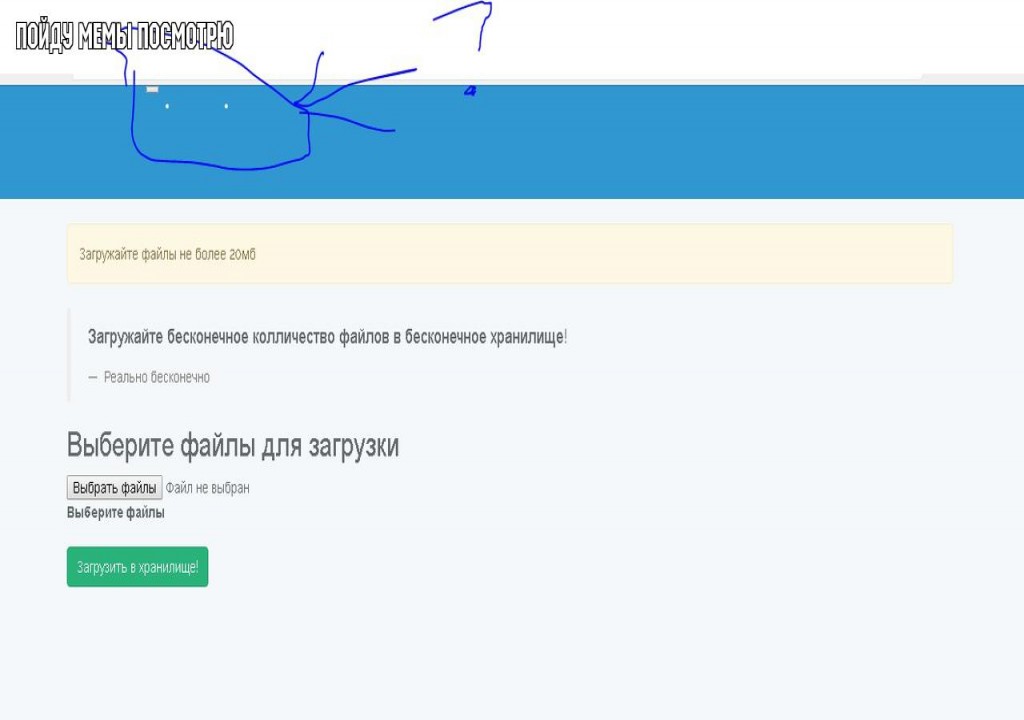 ПОЙДУ МЕМЫ ПОСМОТРЮ
Загружайте файлы не более 20мб
Загружайте бесконечное колличество файлов в бесконечное хранилище!
— Реально бесконечно
Выберите файлы для загрузки
Выбрать файлы Файл не выбран
Выберите файлы
Загрузить в хранилище!